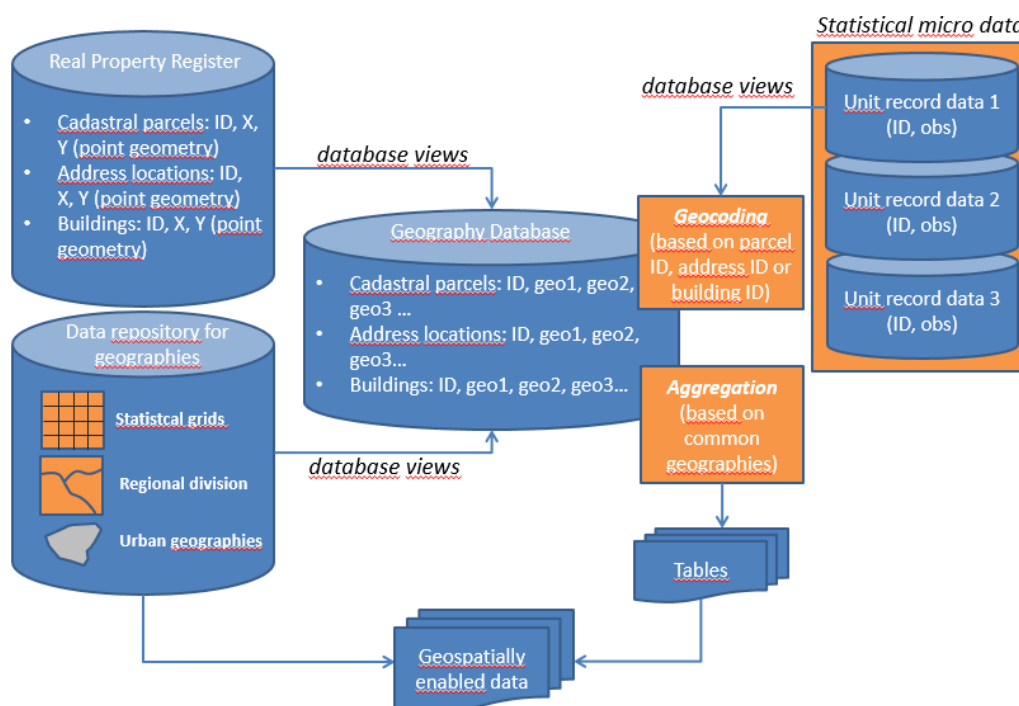 Statistical micro data
Real Property Register
• Cadastral parcels: ID, X,
Y (point geometry)
• Address locations: ID,
X, Y (point geometry)
• Buildings: ID, X, Y (point
geometry)
database views
database views
Unit record data 1
(ID, obs)
Unit record data 2
(ID, obs)
Unit record data 3
(ID, obs)
Geocoding
(based on parcel
ID, address ID or
building ID)
Geography Database
• Cadastral parcels: ID, geo1, geo2,
geo3 ...
• Address locations: ID, geo1, geo2,
geo3...
• Buildings: ID, geo1, geo2, geo3...
Data repository for
geographies
Statistcal grids
Regional division
Urban geographies
database views
Aggregation
(based on
common
geographies)
Tables
Geospatially
enabled data